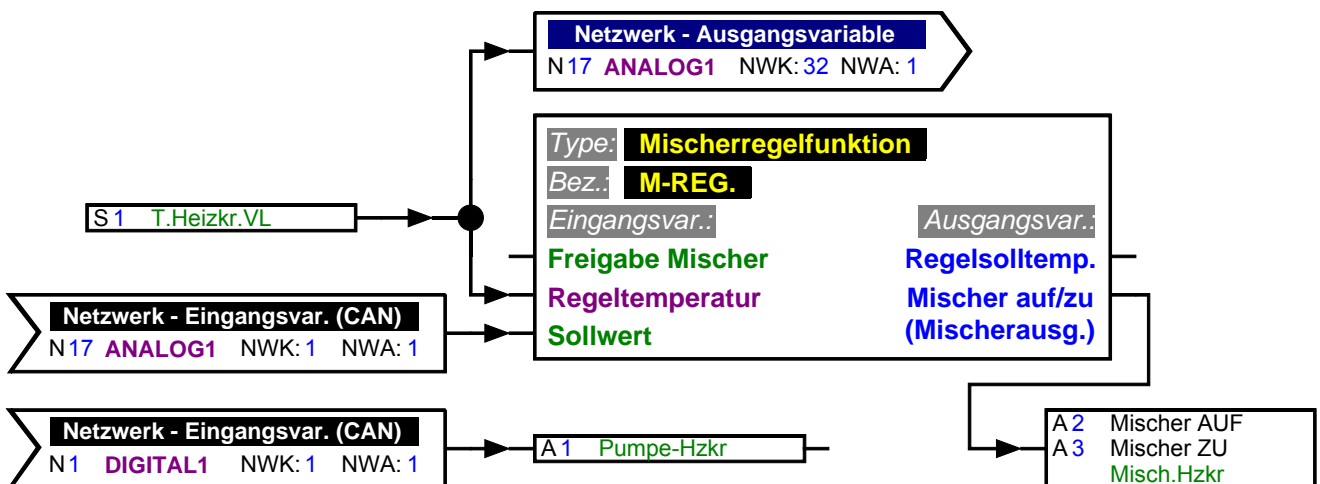 Netzwerk - Ausgangsvariable
N 17 ANALOG1 NWK: 32 NWA: 1
Type: Mischerregelfunktion
Bez.: M-REG.
Eingangsvar.: Ausgangsvar.:
S 1 T.Heizkr.VL
Freigabe Mischer Regelsolltemp.
Regeltemperatur Mischer auf/zu
Sollwert (Mischerausg.)
Netzwerk - Eingangsvar. (CAN)
N 17 ANALOG1 NWK: 1 NWA: 1
Netzwerk - Eingangsvar. (CAN)
N 1 DIGITAL1 NWK: 1 NWA: 1
A 1 Pumpe-Hzkr
A 2 Mischer AUF
A 3 Mischer ZU
Misch.Hzkr